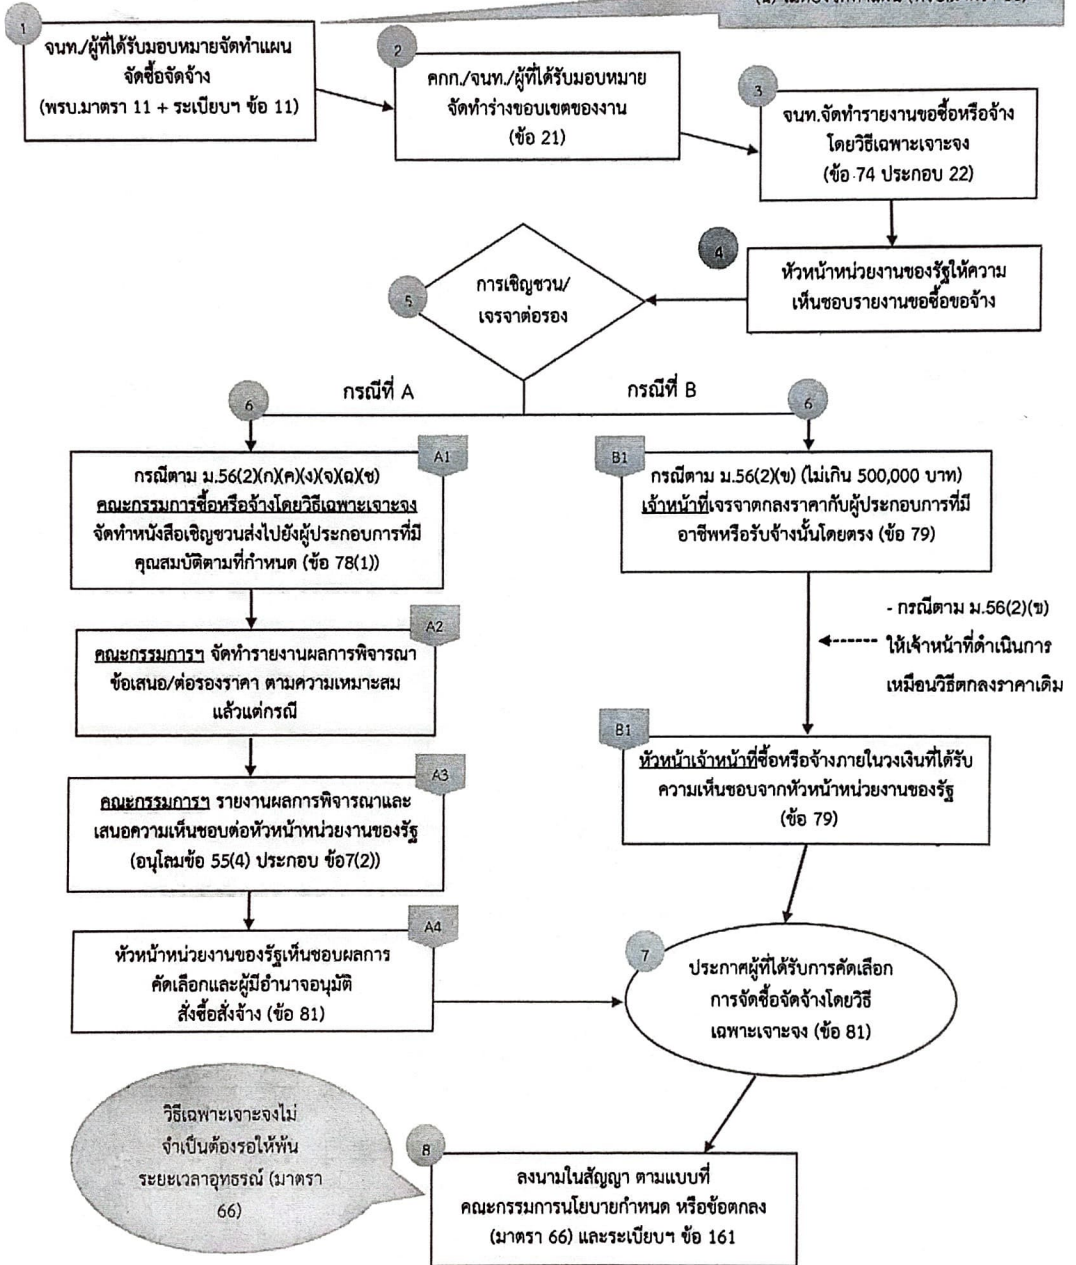 1
จนท./ผู้ที่ได้รับมอบหมายจัดทำแผน
จัดซื้อจัดจ้าง
(พรบ.มาตรา 11 + ระเบียบฯ ข้อ 11)
2
คกก./จนท./ผู้ที่ได้รับมอบหมาย
จัดทำร่างขอบเขตของงาน
(ข้อ 21)
3
จนท.จัดทำรายงานขอซื้อหรือจ้าง
โดยวิธีเฉพาะเจาะจง
(ข้อ 74 ประกอบ 22)
4
หัวหน้าหน่วยงานของรัฐให้ความ
เห็นชอบรายงานขอซื้อขอจ้าง
5
การเชิญชวน/
เจรจาต่อรอง
กรณีที่ A
กรณีที่ B
6
6
A1
กรณีตาม ม.56(2)(ก)(ค)(ง)(จ)(ฉ)(ช)
คณะกรรมการซื้อหรือจ้างโดยวิธีเฉพาะเจาะจง
จัดทำหนังสือเชิญชวนส่งไปยังผู้ประกอบการที่มี
คุณสมบัติตามที่กำหนด (ข้อ 78(1))
B1
กรณีตาม ม.56(2)(ข) (ไม่เกิน 500,000 บาท)
เจ้าหน้าที่เจรจาตกลงราคากับผู้ประกอบการที่มี
อาชีพหรือรับจ้างนั้นโดยตรง (ข้อ 79)
- กรณีตาม ม.56(2)(ข)
ให้เจ้าหน้าที่ดำเนินการ
เหมือนวิธีตกลงราคาเดิม
A2
คณะกรรมการฯ จัดทำรายงานผลการพิจารณา
ข้อเสนอ/ต่อรองราคา ตามความเหมาะสม
แล้วแต่กรณี
B1
หัวหน้าเจ้าหน้าที่ซื้อหรือจ้างภายในวงเงินที่ได้รับ
ความเห็นชอบจากหัวหน้าหน่วยงานของรัฐ
(ข้อ 79)
A3
คณะกรรมการฯ รายงานผลการพิจารณาและ
เสนอความเห็นชอบต่อหัวหน้าหน่วยงานของรัฐ
(อนุโลมข้อ 55(4) ประกอบ ข้อ7(2))
A4
หัวหน้าหน่วยงานของรัฐเห็นชอบผลการ
คัดเลือกและผู้มีอำนาจอนุมัติ
สั่งซื้อสั่งจ้าง (ข้อ 81)
7
ประกาศผู้ที่ได้รับการคัดเลือก
การจัดซื้อจัดจ้างโดยวิธี
เฉพาะเจาะจง (ข้อ 81)
วิธีเฉพาะเจาะจงไม่
จำเป็นต้องรอให้พ้น
ระยะเวลาอุทธรณ์ (มาตรา
66)
8
ลงนามในสัญญา ตามแบบที่
คณะกรรมการนโยบายกำหนด หรือข้อตกลง
(มาตรา 66) และระเบียบฯ ข้อ 161